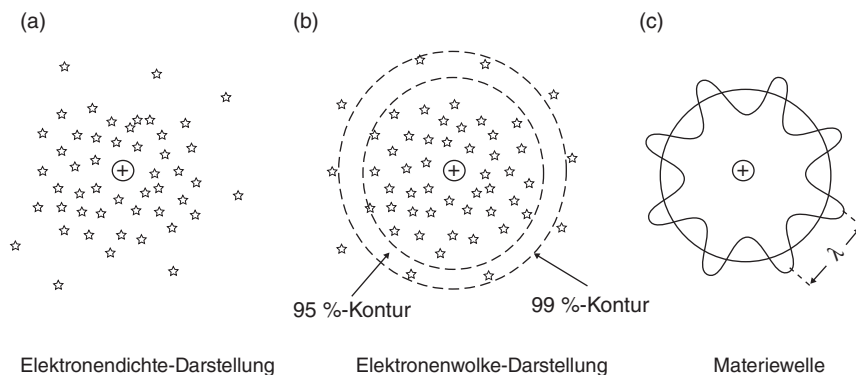 (a)
(b)
(c)
+
+
+
λ
95 %-Kontur
99 %-Kontur
Elektronendichte-Darstellung
Elektronenwolke-Darstellung
Materiewelle